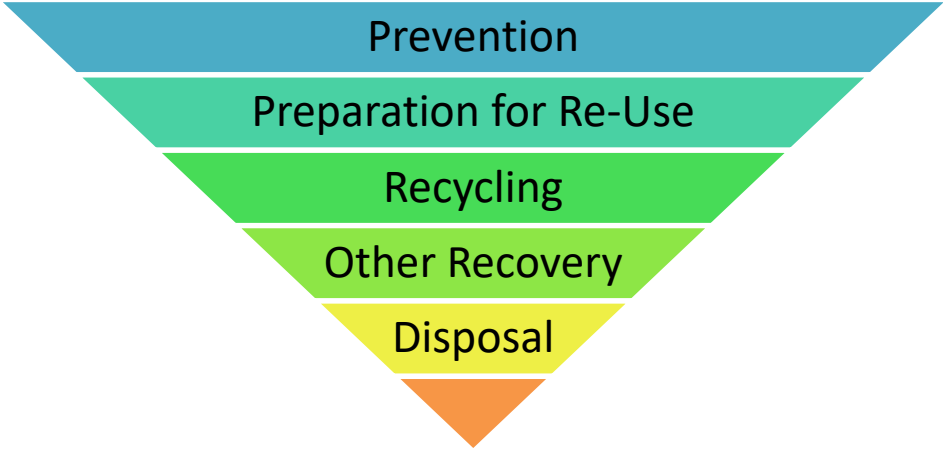 Prevention
Preparation for Re-Use
Recycling
Other Recovery
Disposal